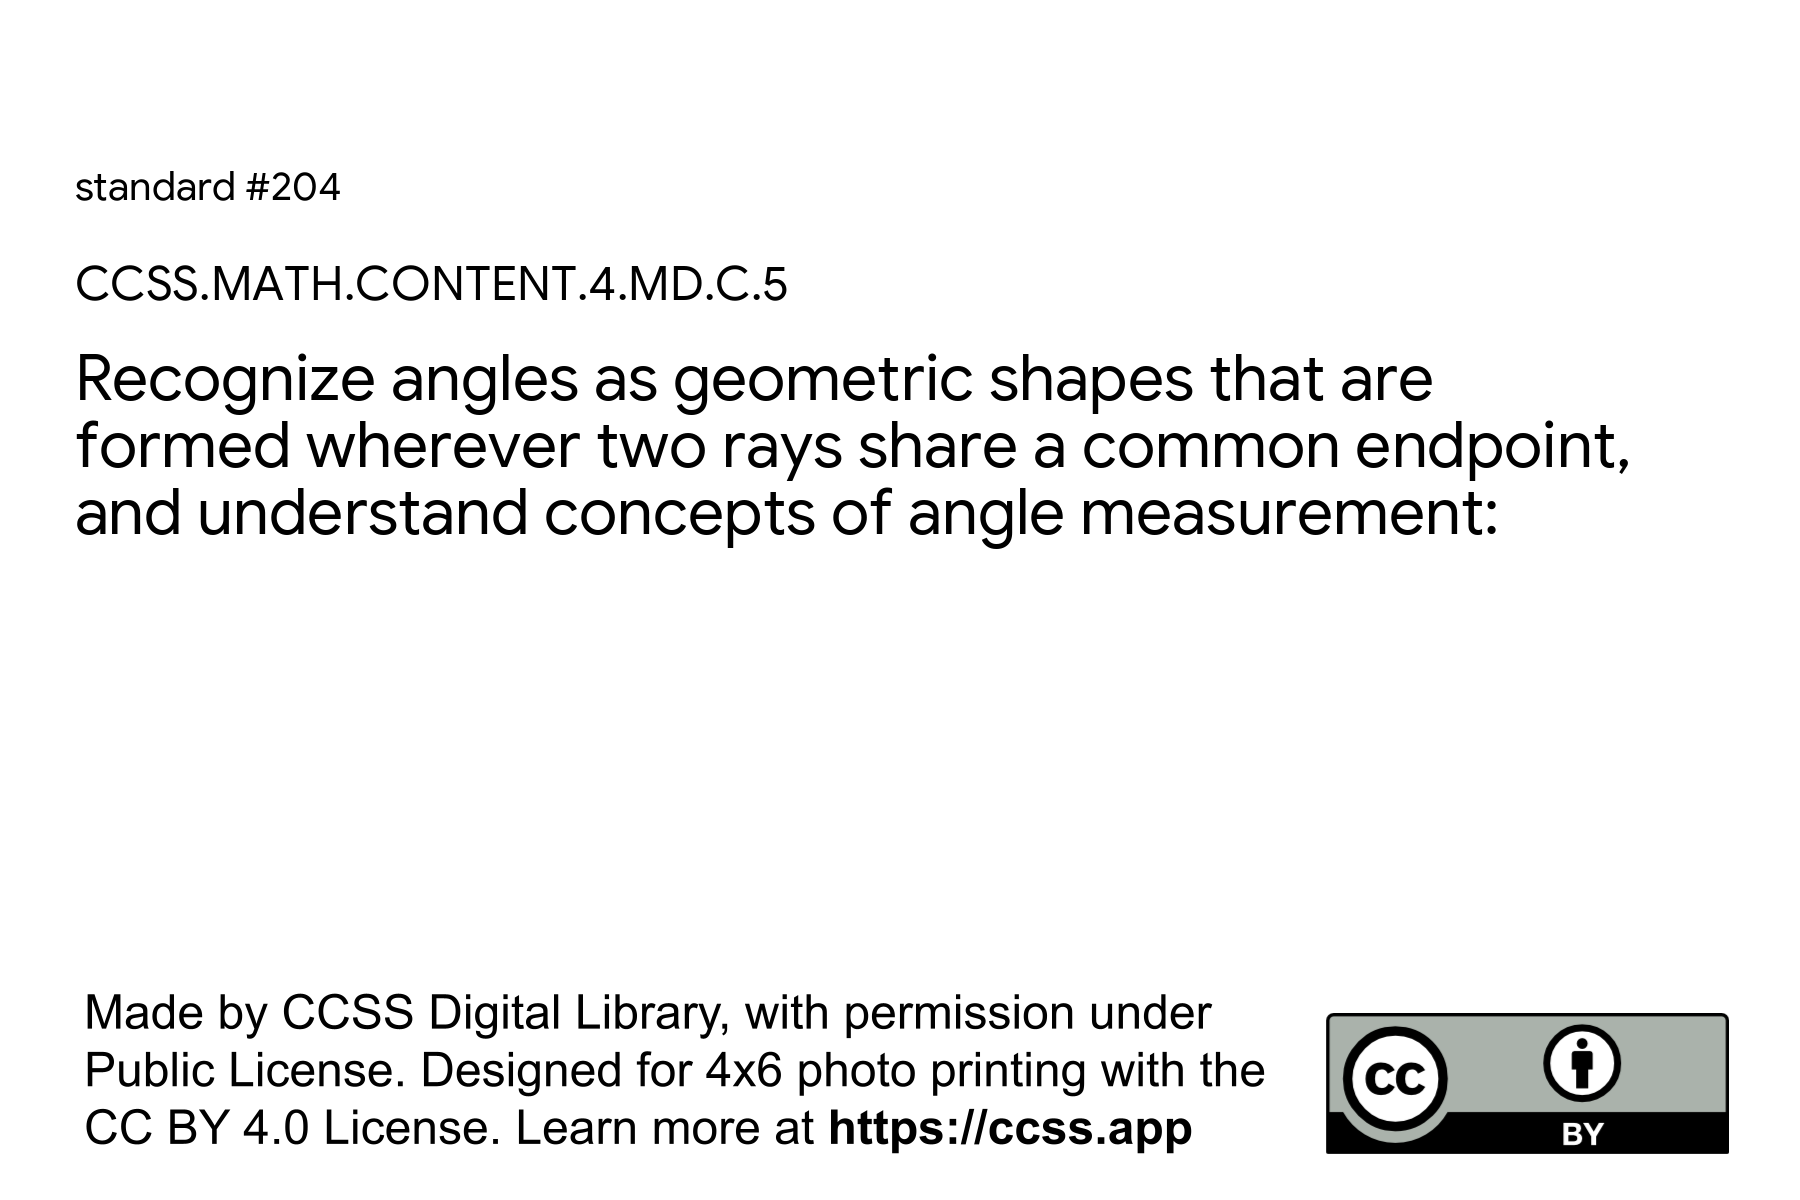 standard #204
CCSS.MATH.CONTENT.4.MD.C.5
Recognize angles as geometric shapes that are
formed wherever two rays share a common endpoint,
and understand concepts of angle measurement:
Made by CCSS Digital Library, with permission under
Public License. Designed for 4x6 photo printing with the
CC BY 4.0 License. Learn more at https://ccss.app
CC
BY